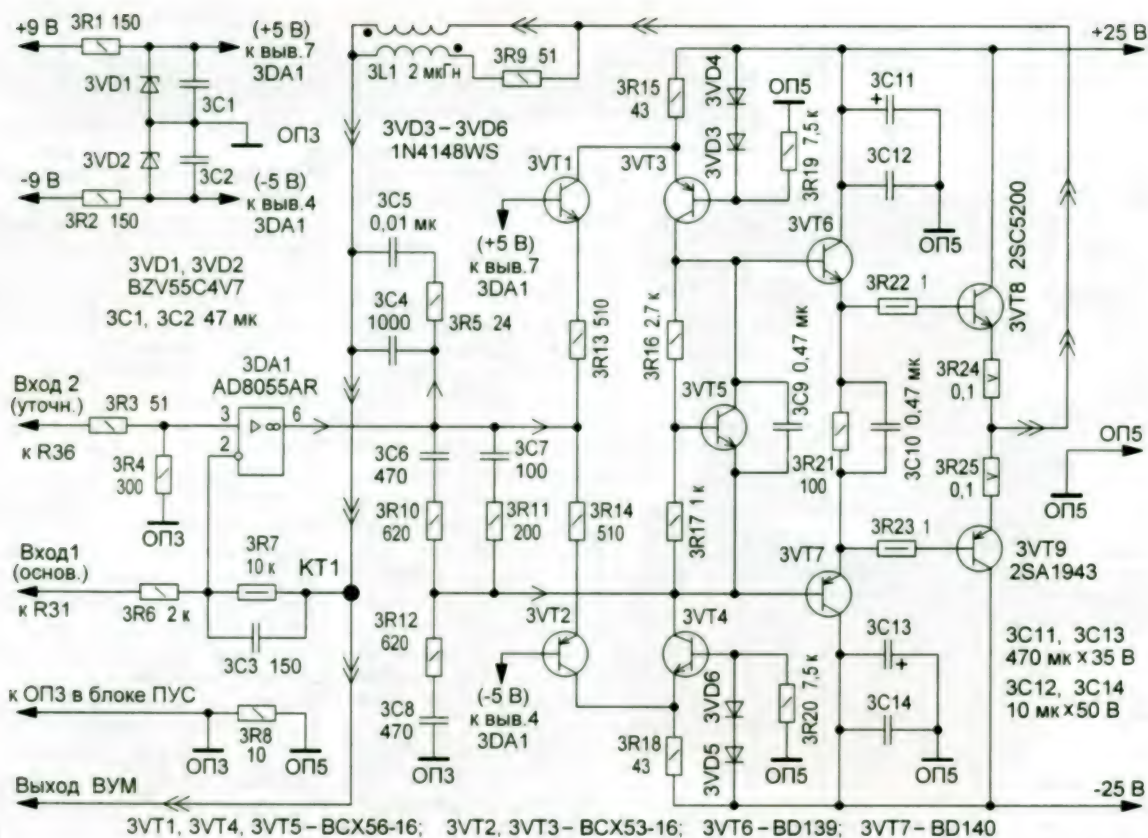 +9 В
3R1 150
(+5 В)
к выв.7
3DA1
3VD1
3C1
ОП3
3VD2
3C2
-9 В
3R2 150
(-5 В)
к выв.4
3DA1
3VD1, 3VD2
BZV55C4V7
3C1, 3C2 47 мк
3L1 2 мкГн
3R9 51
3VD3–3VD6
1N4148WS
3C5
0,01 мк
3C4
1000
3R5 24
3VT1
(+5 В)
к выв.7
3DA1
3R13 510
3R15
43
3VT3
3VD4
3VD3
ОП5
3R19 7,5 к
+25 В
3C11
+
3C12
ОП5
3VT6
3R22 1
3VT8 2SC5200
3R16 2,7 к
3VT5
3C9 0,47 мк
3C10 0,47 мк
3R21
100
3R24
0,1
3R25
0,1
ОП5
ОП5
Вход 2
(уточн.)
к R36
3R3 51
3R4
300
ОП3
3DA1
AD8055AR
3
2
6
▷∞
3C6
470
3C7
100
3R10
620
3R11
200
3R14
510
3R17 1 к
Вход1
(основ.)
к R31
3R6 2 к
3R7
10 к
КТ1
3C3 150
3R12
620
3C8
470
ОП3
3VT2
(-5 В)
к выв.4
3DA1
3VT4
3R18
43
3VD6
3VD5
3R20 7,5 к
ОП5
3VT7
3R23 1
3VT9
2SA1943
3C13
+
3C14
ОП5
3C11, 3C13
470 мк x 35 В
3C12, 3C14
10 мк x 50 В
к ОП3 в блоке ПУС
3R8
10
ОП3
ОП5
Выход ВУМ
-25 В
3VT1, 3VT4, 3VT5–BCX56-16; 3VT2, 3VT3–BCX53-16; 3VT6–BD139; 3VT7–BD140